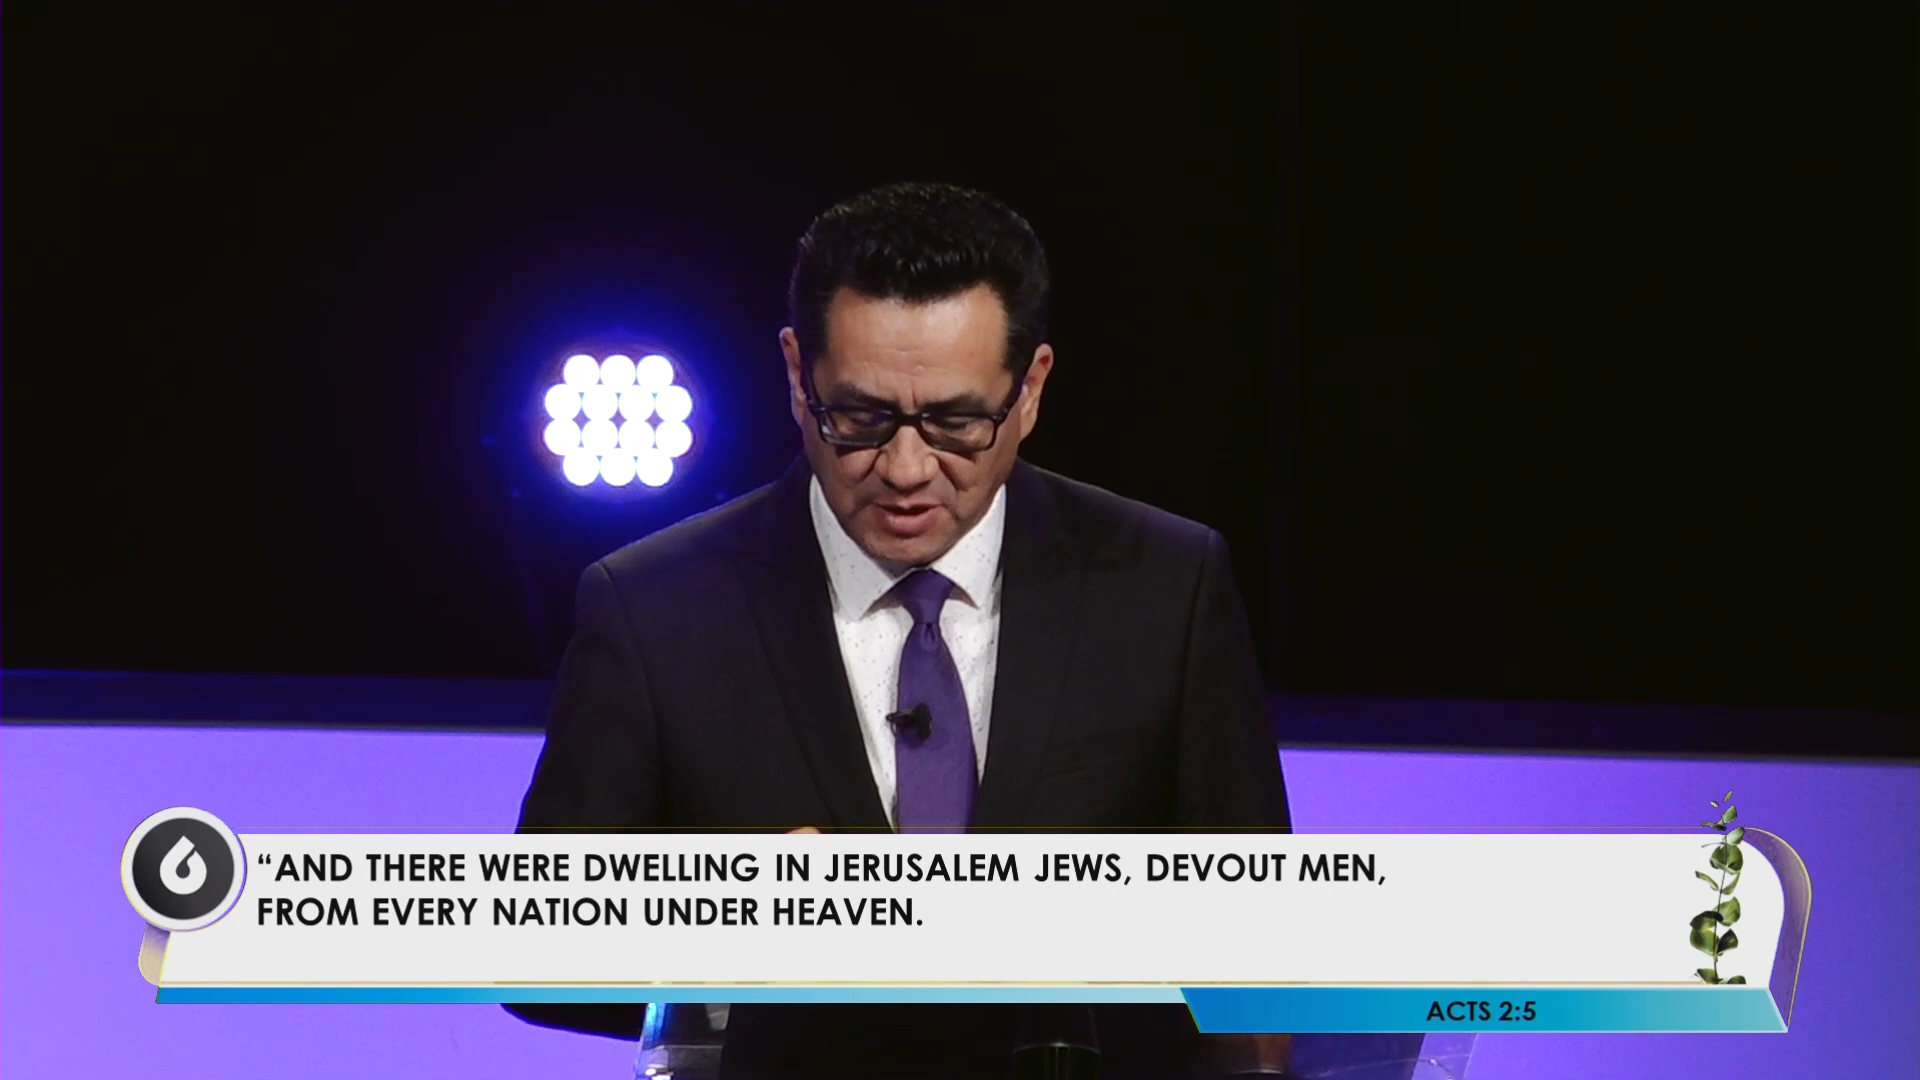 “AND THERE WERE DWELLING IN JERUSALEM JEWS, DEVOUT MEN,
FROM EVERY NATION UNDER HEAVEN.
ACTS 2:5